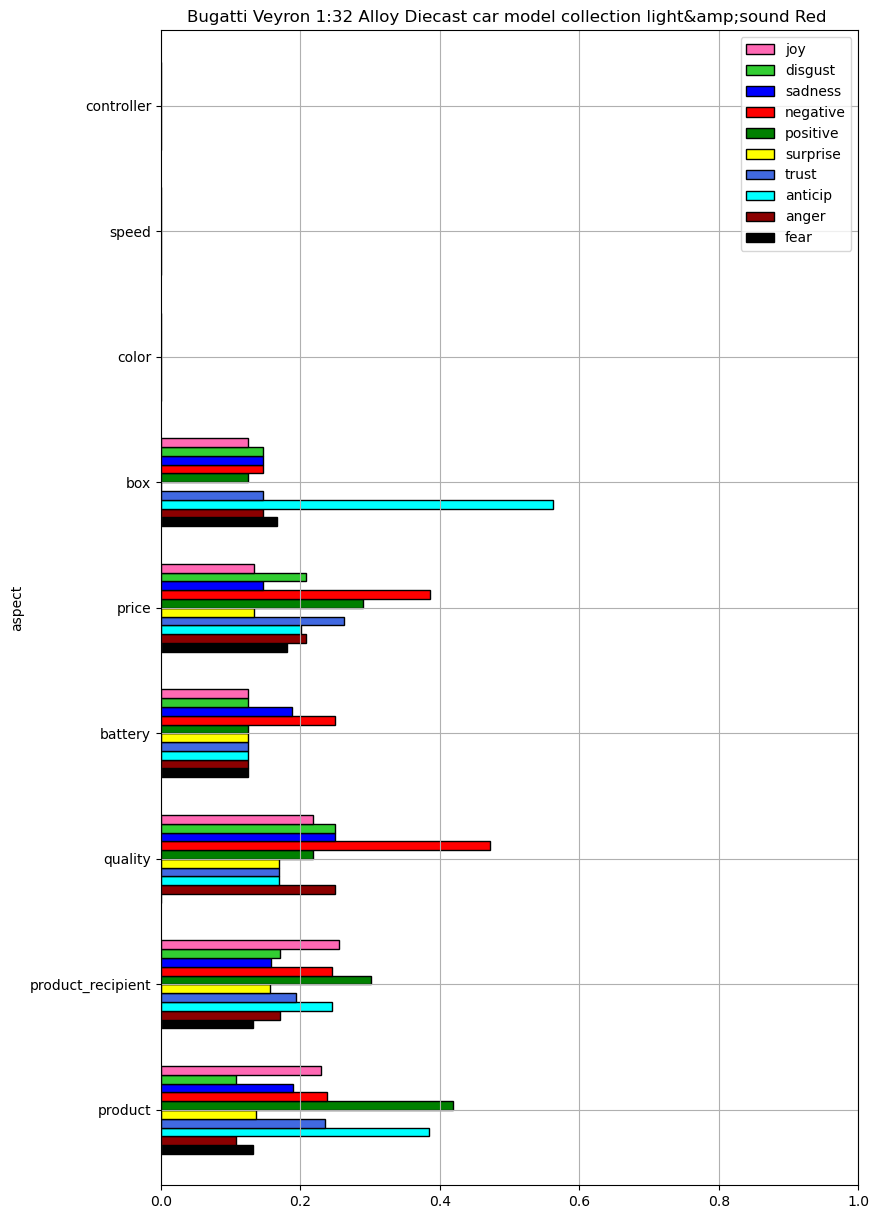 Bugatti Veyron 1:32 Alloy Diecast car model collection light&amp;sound Red
joy
disgust
sadness
negative
positive
surprise
trust
anticip
anger
fear
controller
speed
color
box
price
battery
quality
product_recipient
product
aspect
0.0 0.2 0.4 0.6 0.8 1.0